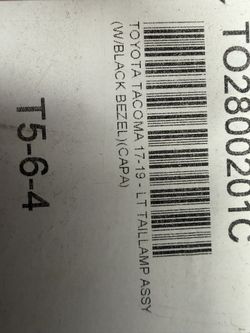 TO2800201C
TOYOTA TACOMA 17-19 - LT TAILLAMP ASSY
(W/BLACK BEZEL)(CAPA)
T5-6-4